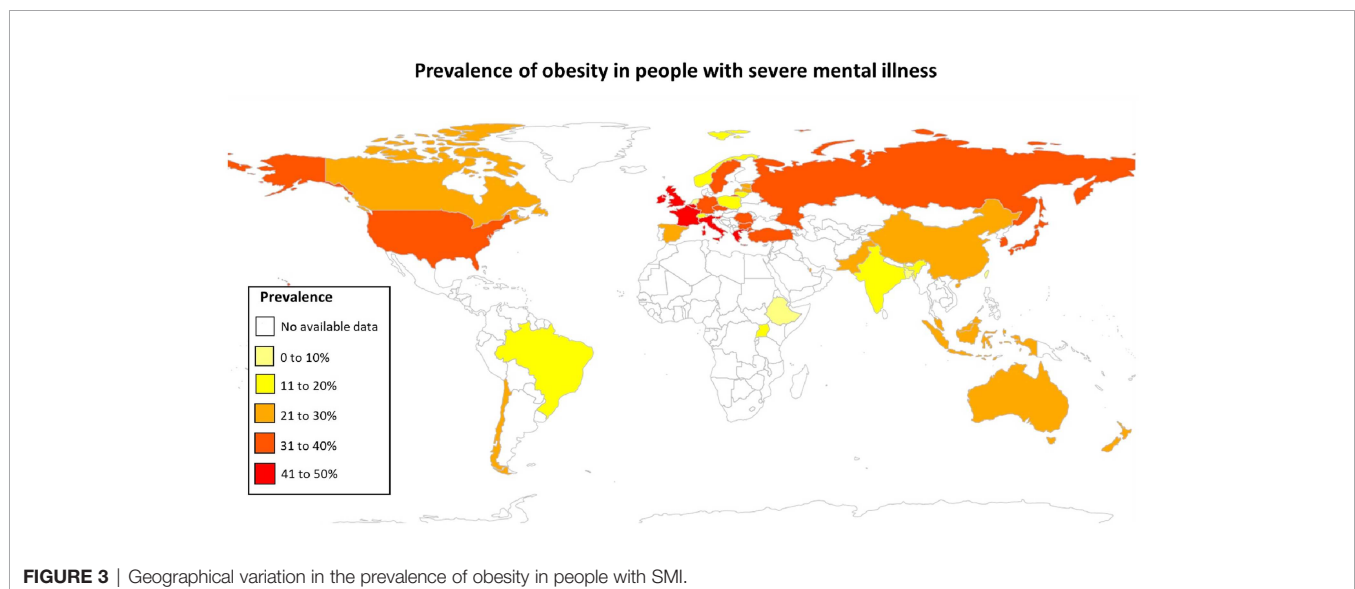 Prevalence of obesity in people with severe mental illness
Prevalence
No available data
0 to 10%
11 to 20%
21 to 30%
31 to 40%
41 to 50%
FIGURE 3 | Geographical variation in the prevalence of obesity in people with SMI.